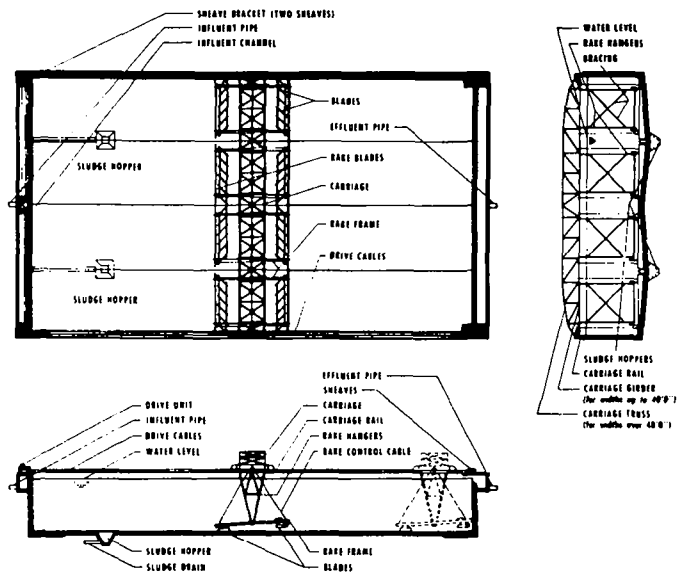 SHEAVE BRACKET (TWO SHEAVES)
INFLUENT PIPE
INFLUENT CHANNEL
BLADES
EFFLUENT PIPE
SLUDGE HOPPER
RAKE BLADES
CARRIAGE
RAKE FRAME
DRIVE CABLES
SLUDGE HOPPER
WATER LEVEL
RAKE HANGERS
BRACING
SLUDGE HOPPERS
CARRIAGE RAIL
CARRIAGE GIRDER
(for widths up to 40'0")
CARRIAGE TRUSS
(for widths over 40'0")
EFFLUENT PIPE
SHEAVES
DRIVE UNIT
INFLUENT PIPE
DRIVE CABLES
WATER LEVEL
CARRIAGE
CARRIAGE RAIL
RAKE HANGERS
RAKE CONTROL CABLE
SLUDGE HOPPER
SLUDGE DRAIN
RAKE FRAME
BLADES